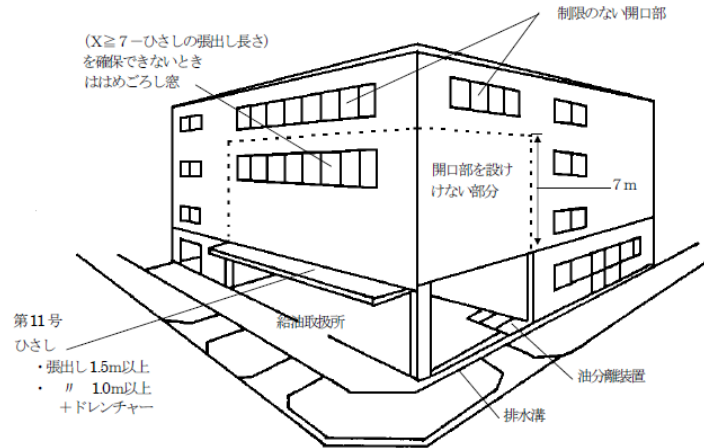 制限のない開口部
(X≧7－ひさしの張出し長さ)
を確保できないとき
ははめごろし窓
開口部を設け
けない部分
7ｍ
第11号
ひさし
・張出し1.5m以上
・ 〃 1.0m以上
＋ドレンチャー
給油取扱所
油分離装置
排水溝